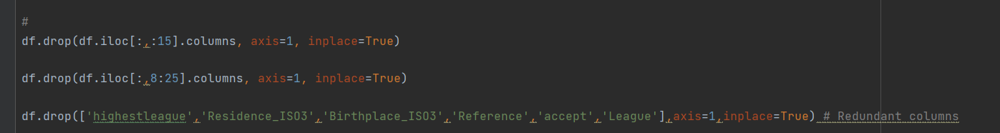 #
df.drop(df.iloc[:,:15].columns, axis=1, inplace=True)
df.drop(df.iloc[:,8:25].columns, axis=1, inplace=True)
df.drop(['highestleague','Residence_ISO3','Birthplace_ISO3','Reference','accept','League'],axis=1,inplace=True) # Redundant columns